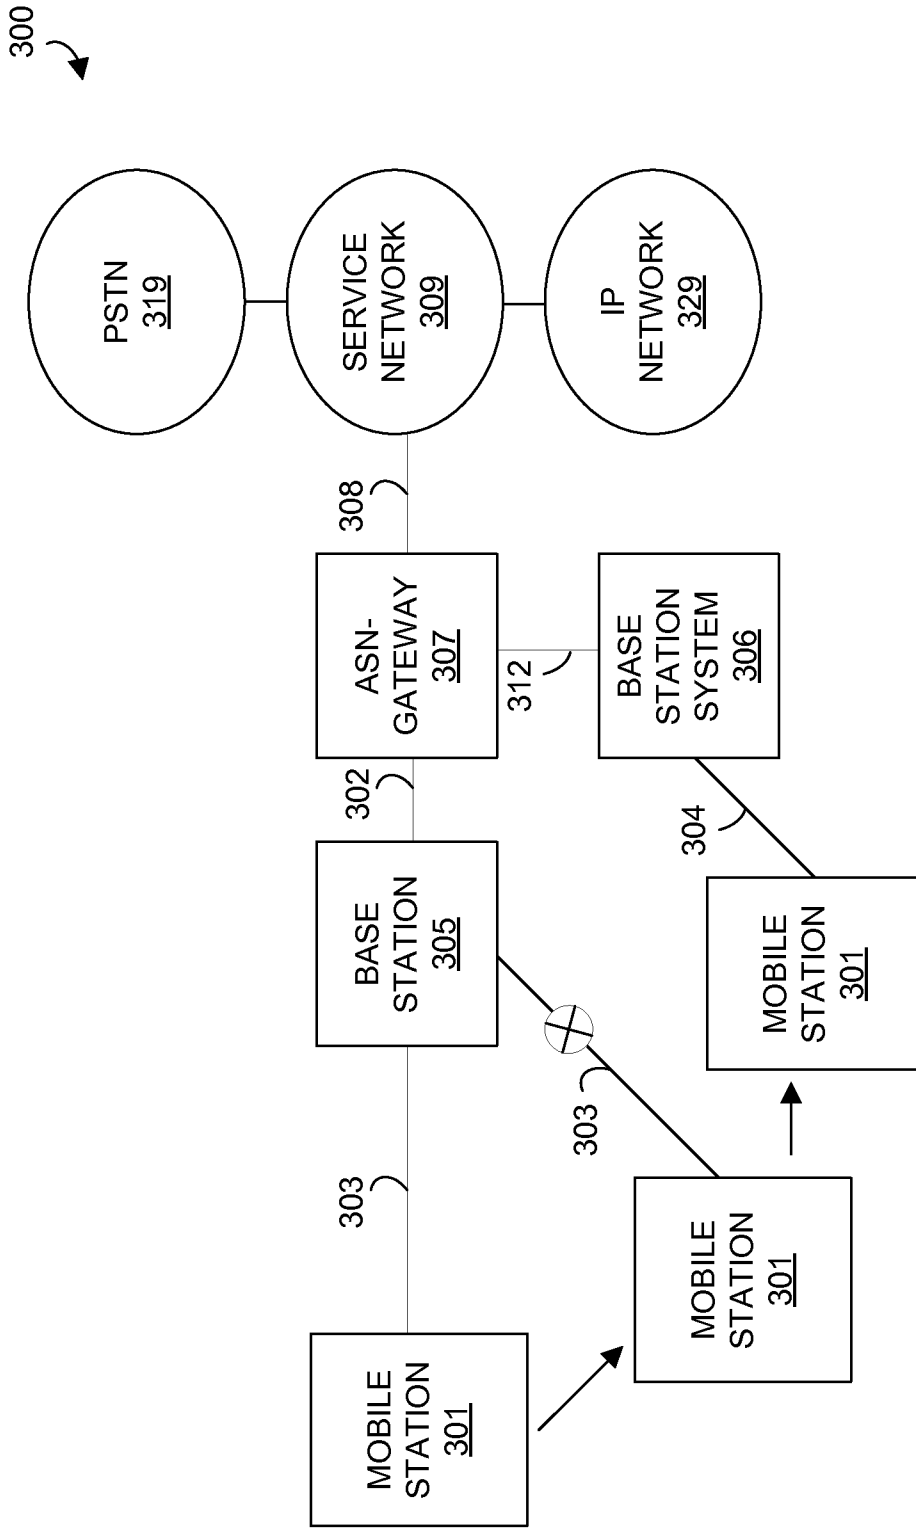 300
PSTN
319
SERVICE
NETWORK
309
IP
NETWORK
329
308
ASN-
GATEWAY
307
312
BASE
STATION
SYSTEM
306
302
BASE
STATION
305
304
303
303
MOBILE
STATION
301
MOBILE
STATION
301
MOBILE
STATION
301